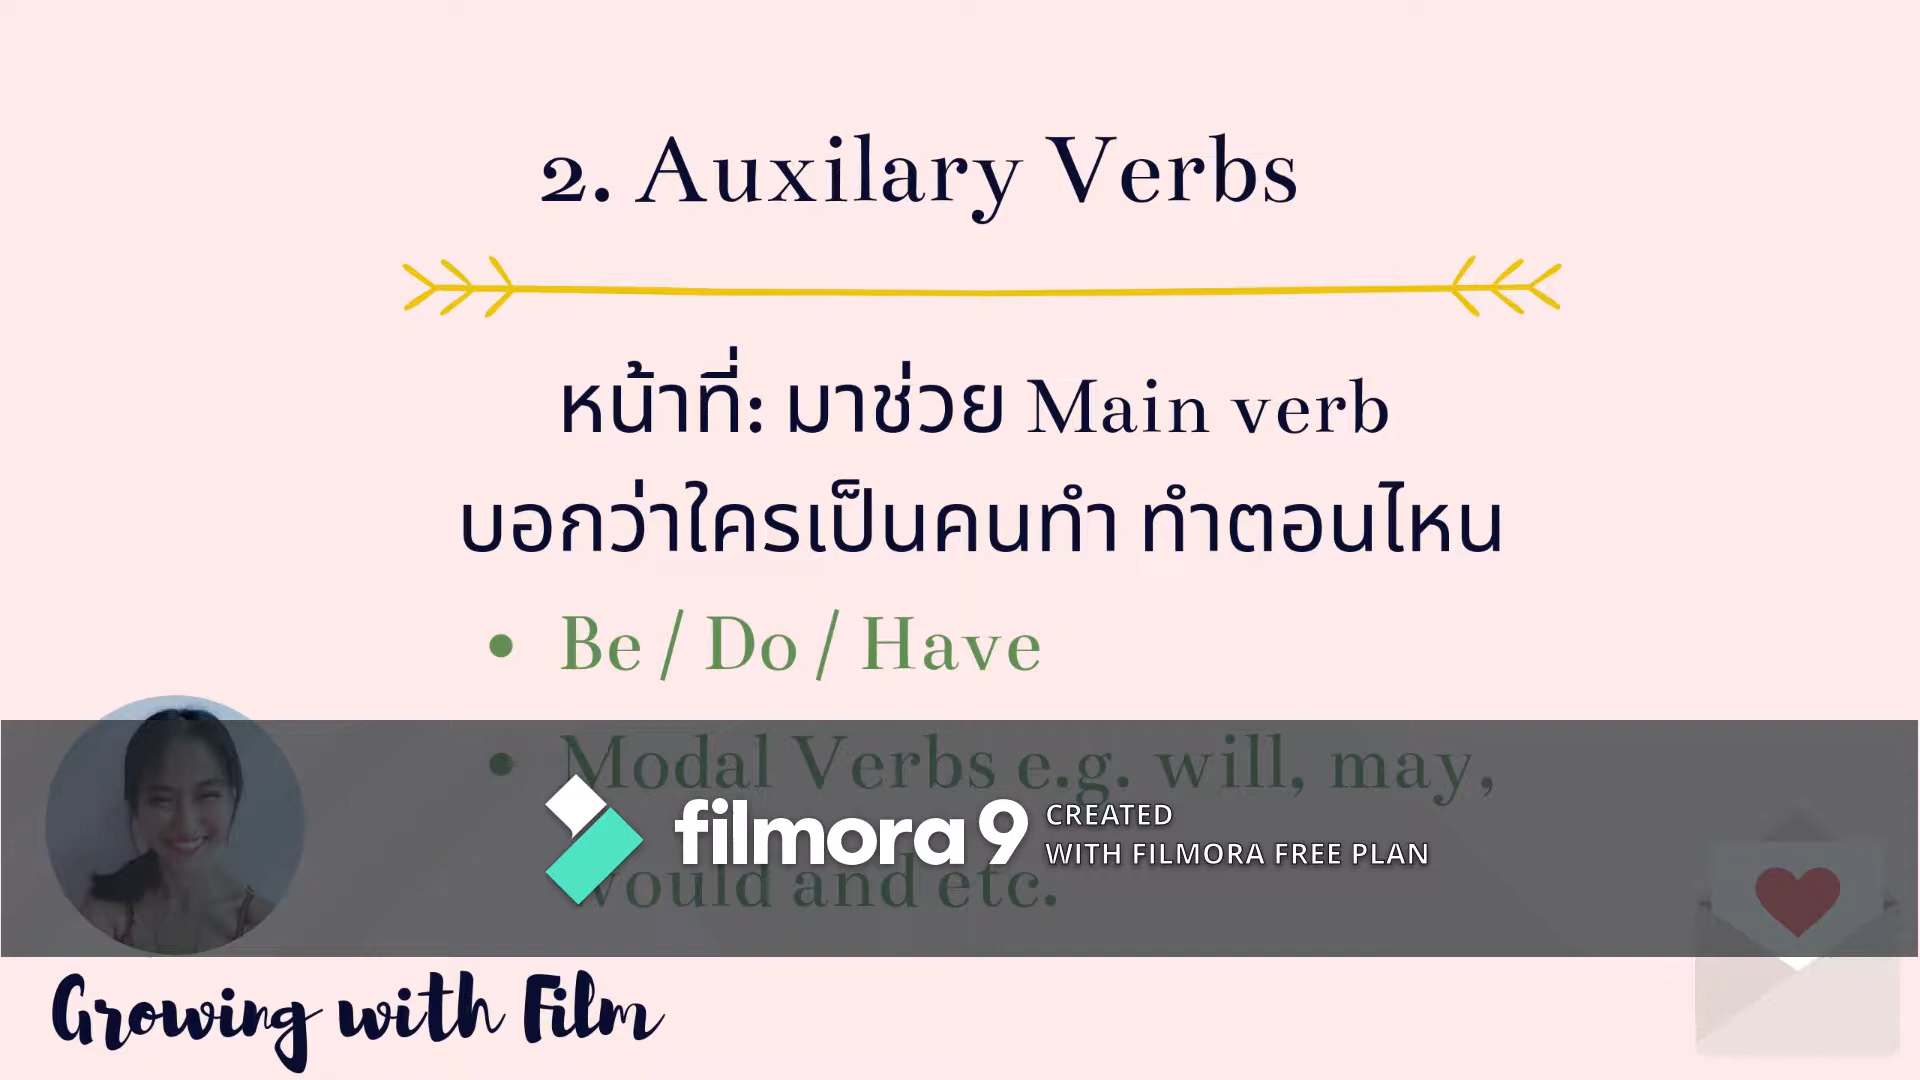 2. Auxilary Verbs
หน้าที่: มาช่วย Main verb
บอกว่าใครเป็นคนทำ ทำตอนไหน
• Be / Do / Have
• Modal Verbs e.g. will, may,
would and etc.
filmora 9
CREATED
WITH FILMORA FREE PLAN
Growing with Film